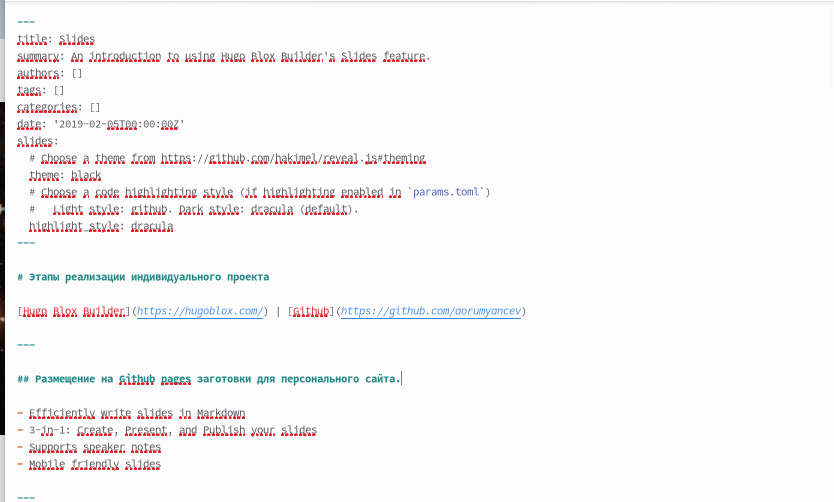 ---
title: Slides
summary: An introduction to using Hugo Blox Builder's Slides feature.
authors: []
tags: []
categories: []
date: '2019-02-05T00:00:00Z'
slides:
  # Choose a theme from https://github.com/hakimel/reveal.js#theming
  theme: black
  # Choose a code highlighting style (if highlighting enabled in `params.toml`)
  #   Light style: github. Dark style: dracula (default).
  highlight_style: dracula
---
# Этапы реализации индивидуального проекта
[Hugo Blox Builder](https://hugoblox.com/) | [Github](https://github.com/aorumyancev)
---
## Размещение на Github pages заготовки для персонального сайта.
- Efficiently write slides in Markdown
- 3-in-1: Create, Present, and Publish your slides
- Supports speaker notes
- Mobile friendly slides
---